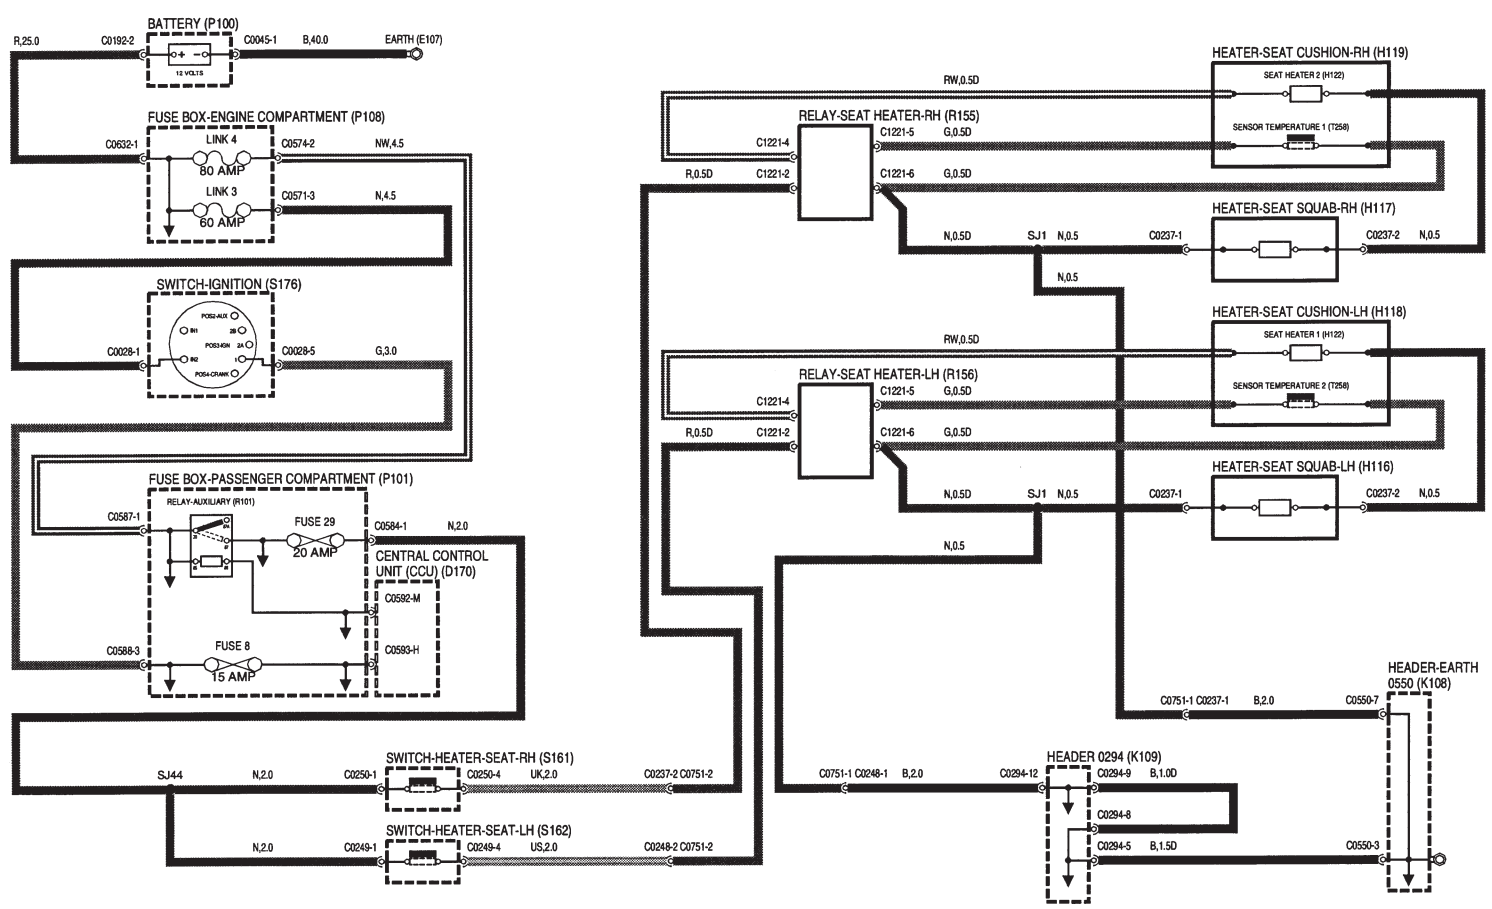 BATTERY (P100)
R,25.0
C0192-2
+ -
12 VOLTS
C0045-1
B,40.0
EARTH (E107)
FUSE BOX-ENGINE COMPARTMENT (P108)
C0632-1
LINK 4
80 AMP
C0574-2
NW,4.5
LINK 3
60 AMP
C0571-3
N,4.5
SWITCH-IGNITION (S176)
POS2-AUX
IN1
2B
POS3-IGN
2A
IN2
1
POS4-CRANK
C0028-1
C0028-5
G,3.0
FUSE BOX-PASSENGER COMPARTMENT (P101)
RELAY-AUXILIARY (R101)
C0587-1
FUSE 29
20 AMP
C0584-1
N,2.0
CENTRAL CONTROL
UNIT (CCU) (D170)
C0592-M
C0593-H
C0588-3
FUSE 8
15 AMP
SJ44
N,2.0
C0250-1
SWITCH-HEATER-SEAT-RH (S161)
C0250-4
UK,2.0
C0237-2 C0751-2
N,2.0
C0249-1
SWITCH-HEATER-SEAT-LH (S162)
C0249-4
US,2.0
C0248-2 C0751-2
HEATER-SEAT CUSHION-RH (H119)
SEAT HEATER 2 (H122)
SENSOR TEMPERATURE 1 (T258)
RW,0.5D
RELAY-SEAT HEATER-RH (R155)
C1221-4
C1221-5
G,0.5D
R,0.5D
C1221-2
C1221-6
G,0.5D
HEATER-SEAT SQUAB-RH (H117)
N,0.5D
SJ1
N,0.5
C0237-1
C0237-2
N,0.5
N,0.5
HEATER-SEAT CUSHION-LH (H118)
SEAT HEATER 1 (H122)
SENSOR TEMPERATURE 2 (T258)
RW,0.5D
RELAY-SEAT HEATER-LH (R156)
C1221-4
C1221-5
G,0.5D
R,0.5D
C1221-2
C1221-6
G,0.5D
HEATER-SEAT SQUAB-LH (H116)
N,0.5D
SJ1
N,0.5
C0237-1
C0237-2
N,0.5
N,0.5
HEADER-EARTH
0550 (K108)
C0751-1 C0237-1
B,2.0
C0550-7
HEADER 0294 (K109)
C0751-1 C0248-1
B,2.0
C0294-12
C0294-9
B,1.0D
C0294-8
C0294-5
B,1.5D
C0550-3